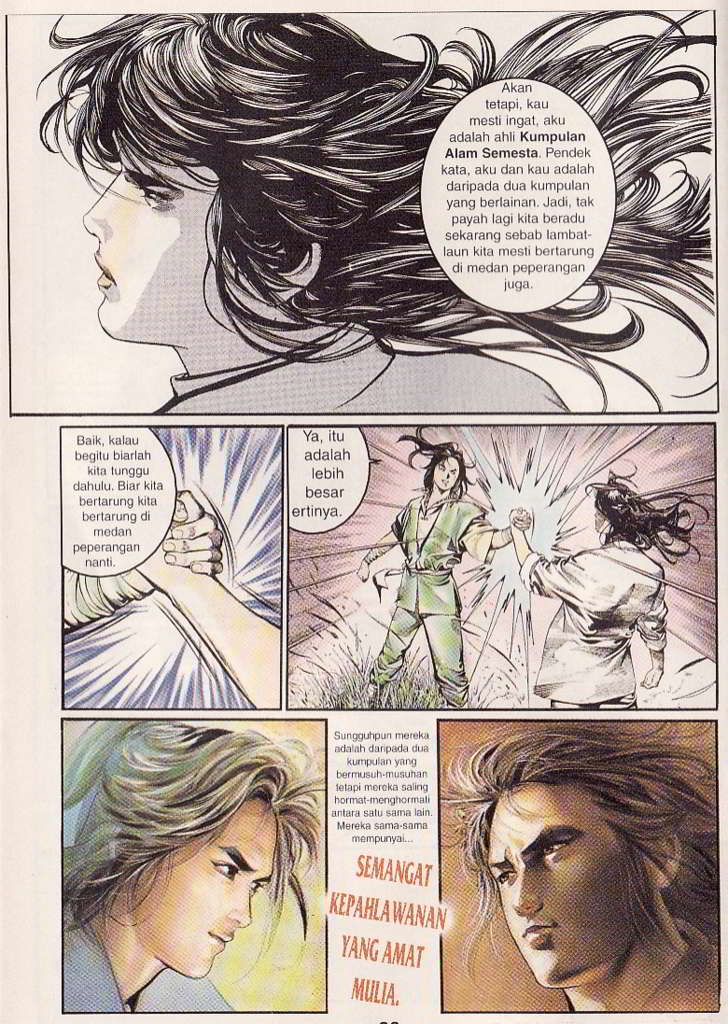 Akan
tetapi, kau
mesti ingat, aku
adalah ahli Kumpulan
Alam Semesta. Pendek
kata, aku dan kau adalah
daripada dua kumpulan
yang berlainan. Jadi, tak
payah lagi kita beradu
sekarang sebab lambat-
laun kita mesti bertarung
di medan peperangan
juga.
Baik, kalau
begitu biarlah
kita tunggu
dahulu. Biar kita
bertarung kita
bertarung di
medan
peperangan
nanti.
Ya, itu
adalah
lebih
besar
ertinya.
Sungguhpun mereka
adalah daripada dua
kumpulan yang
bermusuh-musuhan
tetapi mereka saling
hormat-menghormati
antara satu sama lain.
Mereka sama-sama
mempunyai...
SEMANGAT
KEPAHLAWANAN
YANG AMAT
MULIA.